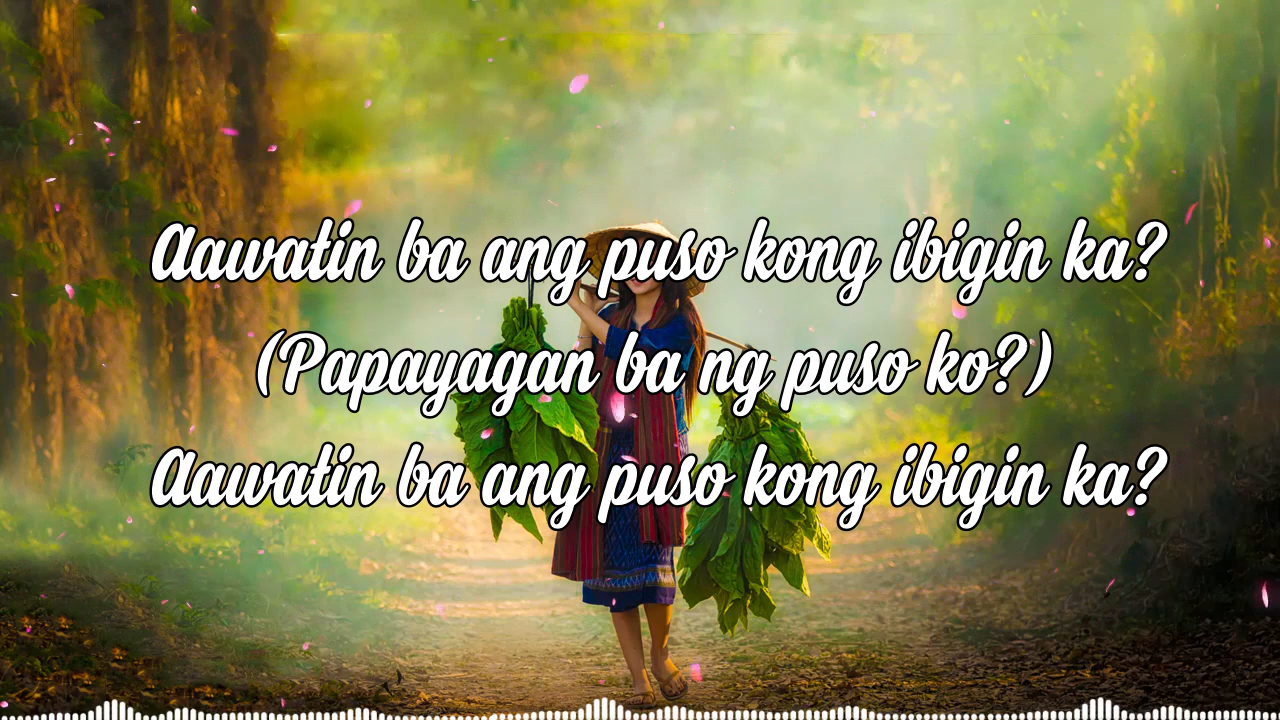 Aawatin ba ang puso kong ibigin ka?
(Papayagan ba ng puso ko?)
Aawatin ba ang puso kong ibigin ka?